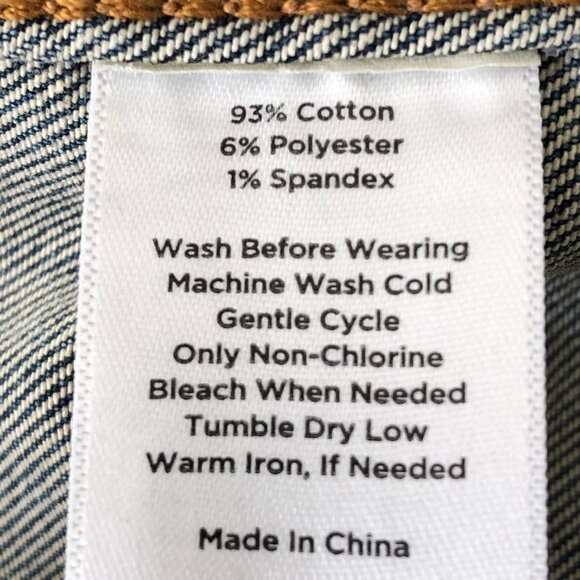 93% Cotton
6% Polyester
1% Spandex
Wash Before Wearing
Machine Wash Cold
Gentle Cycle
Only Non-Chlorine
Bleach When Needed
Tumble Dry Low
Warm Iron, If Needed
Made In China